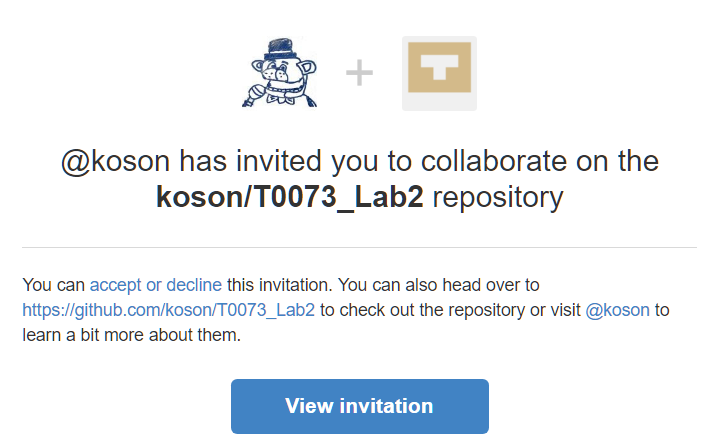 @koson has invited you to collaborate on the
koson/T0073_Lab2 repository
You can accept or decline this invitation. You can also head over to
https://github.com/koson/T0073_Lab2 to check out the repository or visit @koson to
learn a bit more about them.
View invitation